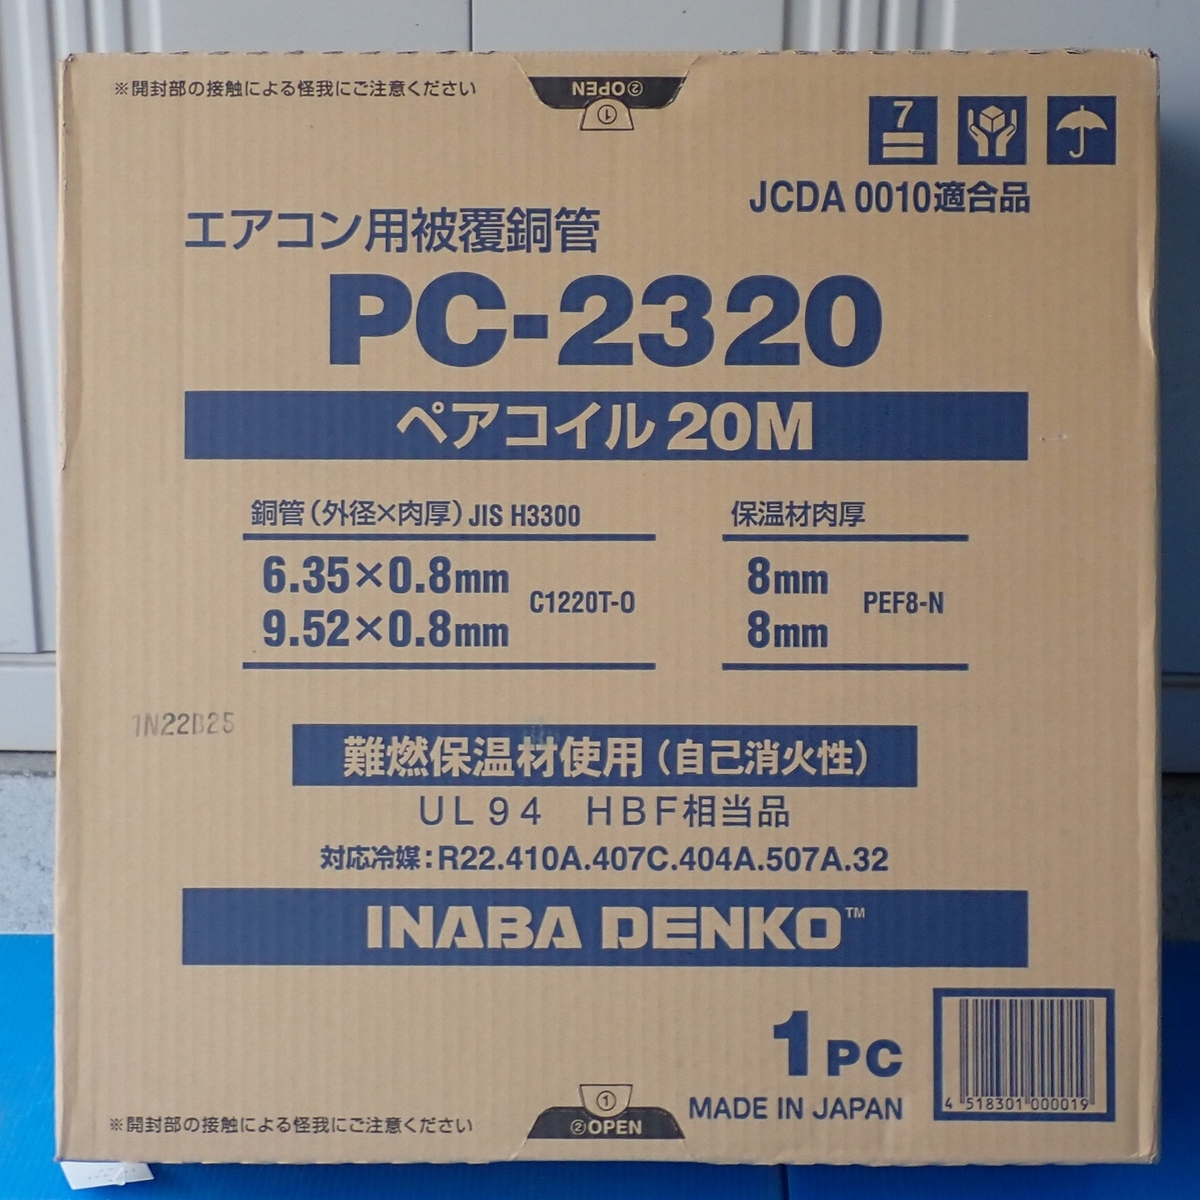 ※開封部の接触による怪我にご注意ください
②OPEN
①
7
JCDA 0010適合品
エアコン用被覆銅管
PC-2320
ペアコイル 20M
銅管(外径×肉厚)JIS H3300
6.35×0.8mm
9.52×0.8mm
C1220T-O
保温材肉厚
8mm
8mm
PEF8-N
1N22B25
難燃保温材使用(自己消火性)
UL94 HBF相当品
対応冷媒:R22.410A.407C.404A.507A.32
INABA DENKO™
1PC
MADE IN JAPAN
4 518301 000019
①
②OPEN
※開封部の接触による怪我にご注意ください